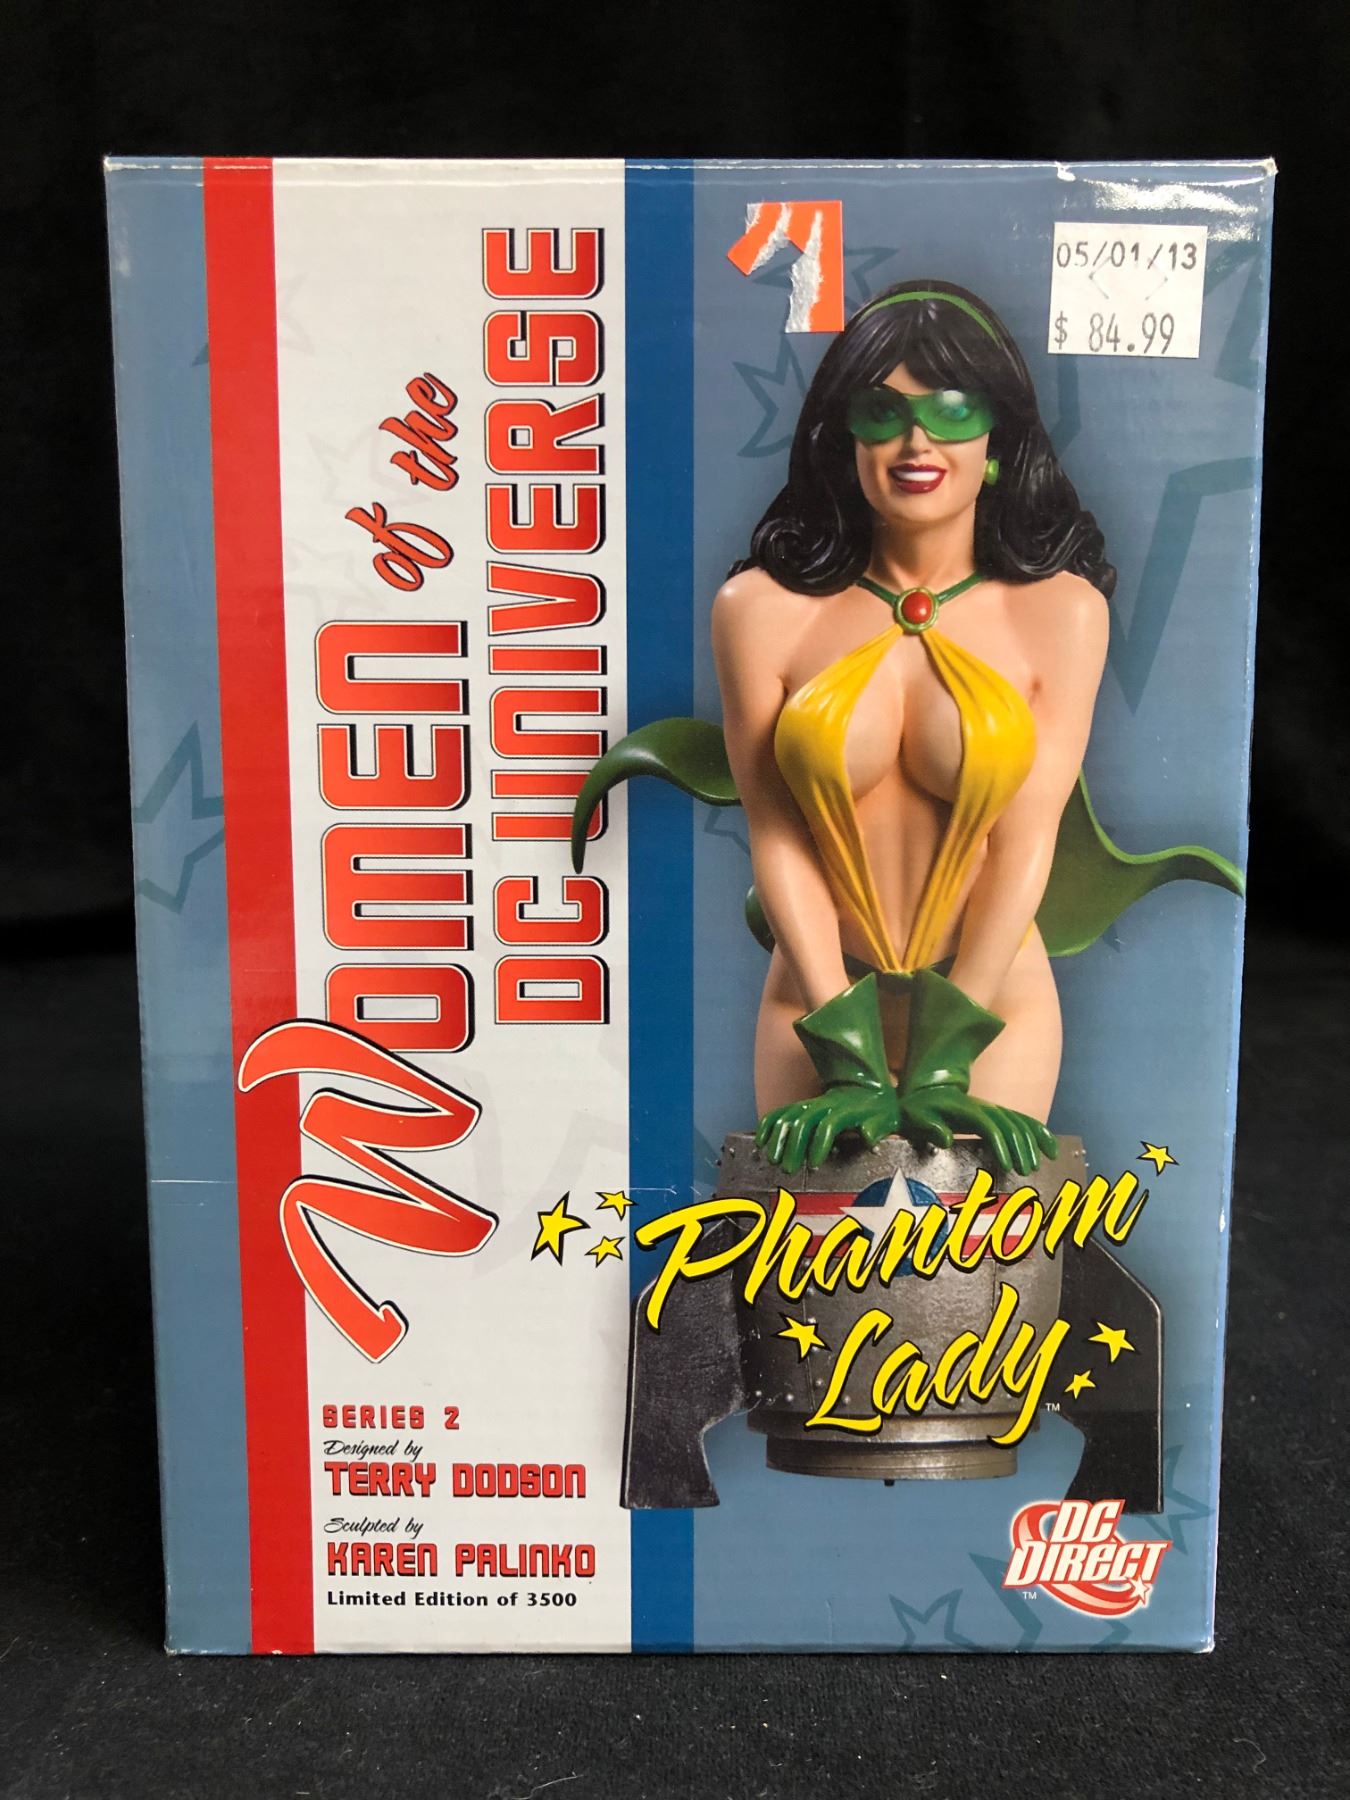 Women of the
DC UNIVERSE
05/01/13
$ 84.99
Phantom
Lady
TM
SERIES 2
Designed by
TERRY DODSON
Sculpted by
KAREN PALINKO
Limited Edition of 3500
DC
DIRECT
TM